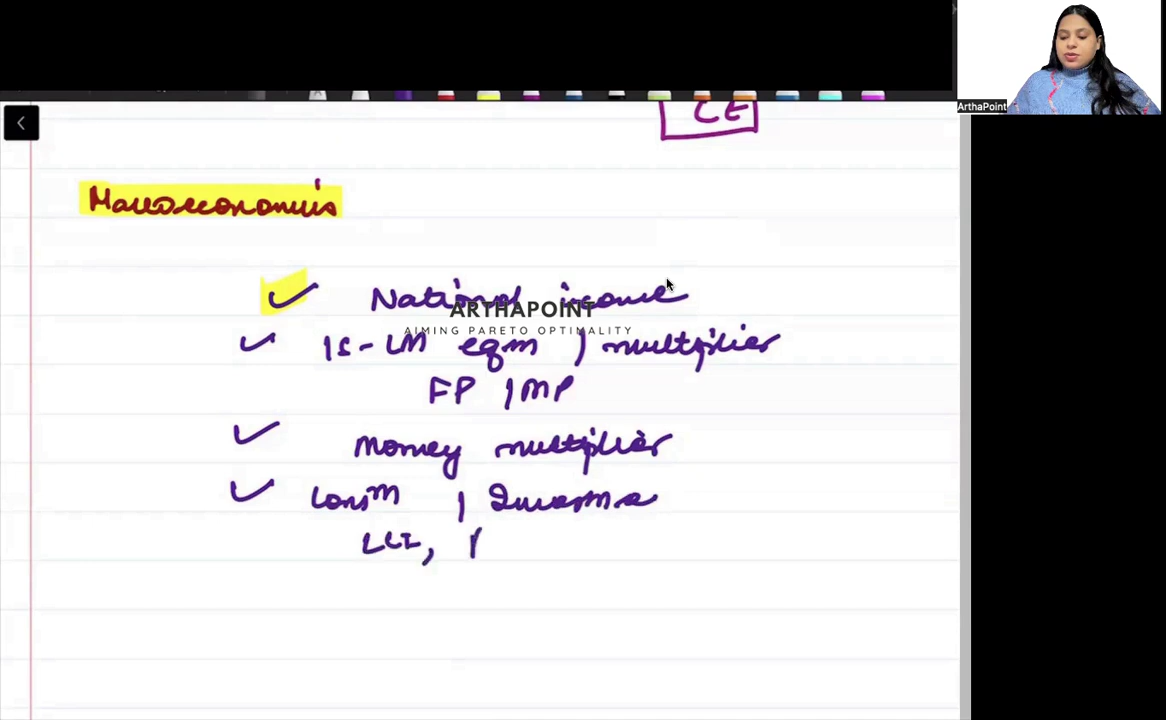 ArthaPoint
CE
Macroeconomics
National income
ARTHAPOINT
AIMING PARETO OPTIMALITY
IS-LM eqm | multiplier
FP | MP
Money multiplier
Consm |
LCI,